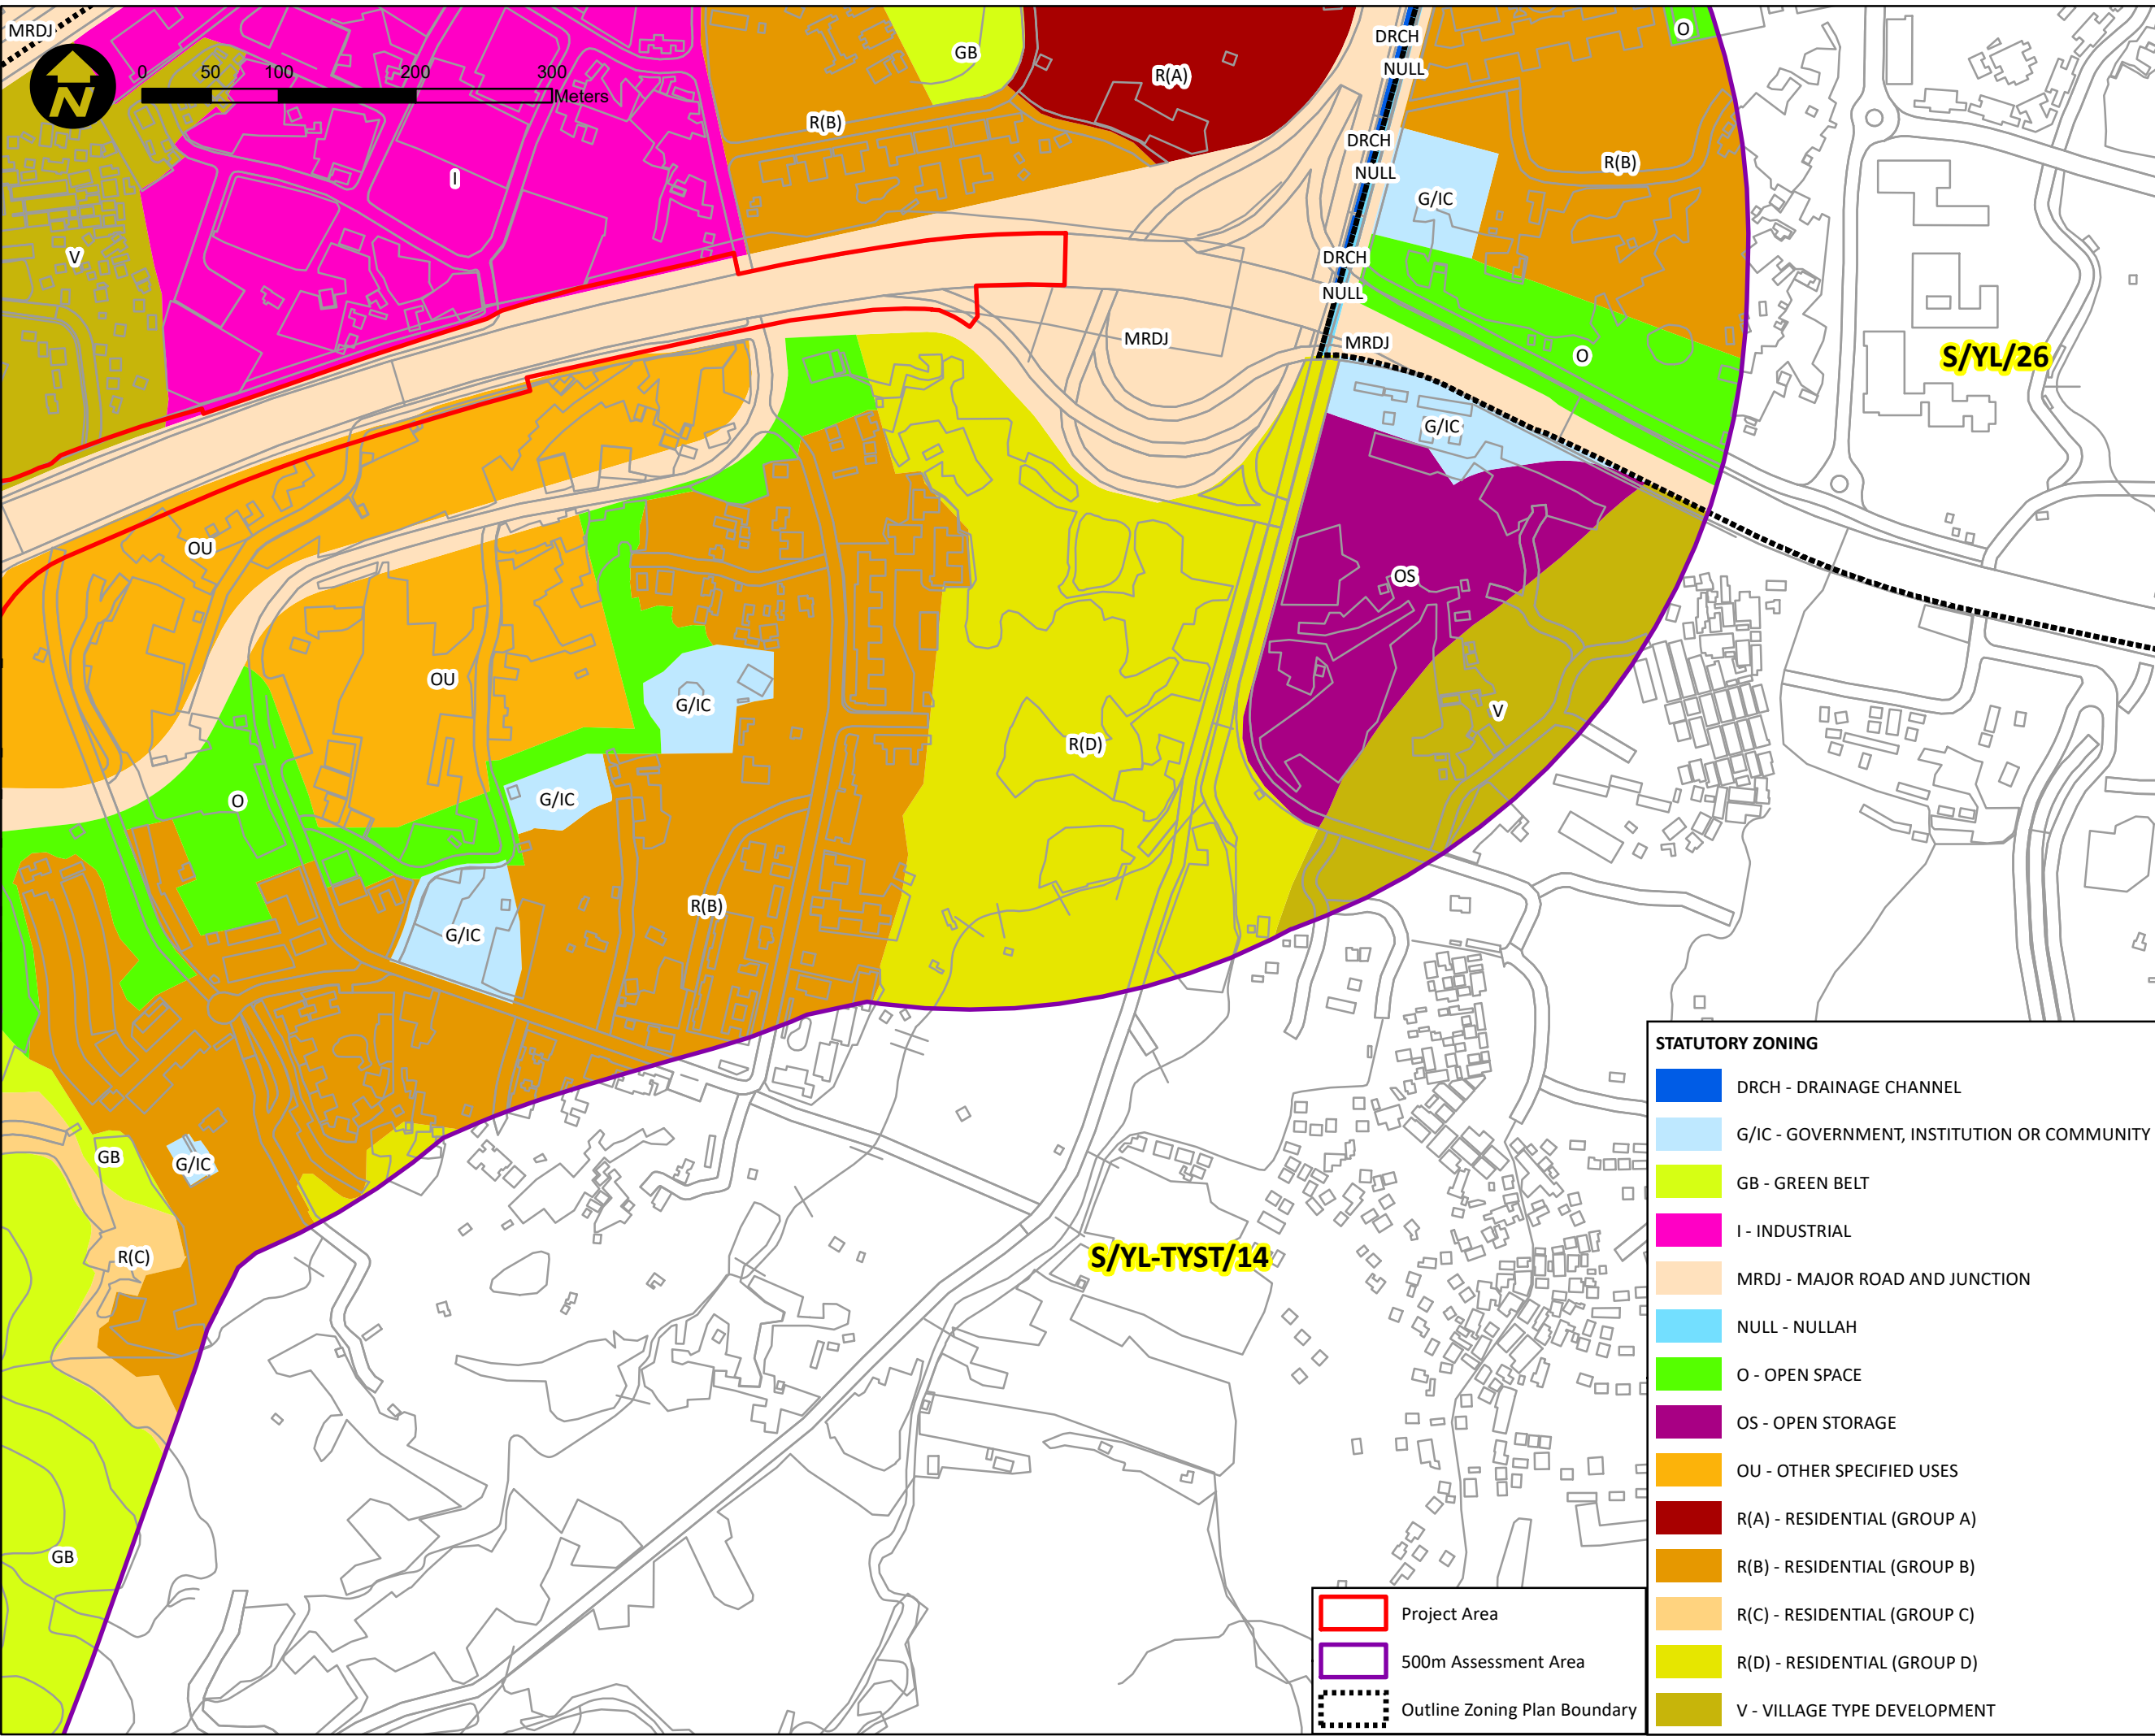 MRDJ
N
0 50 100 200 300
Meters
GB
R(A)
DRCH
NULL
O
R(B)
I
DRCH
NULL
R(B)
G/IC
V
DRCH
NULL
MRDJ
MRDJ
O
S/YL/26
G/IC
OU
OS
OU
G/IC
V
R(D)
O
G/IC
R(B)
G/IC
GB
G/IC
R(C)
S/YL-TYST/14
GB
STATUTORY ZONING
DRCH - DRAINAGE CHANNEL
G/IC - GOVERNMENT, INSTITUTION OR COMMUNITY
GB - GREEN BELT
I - INDUSTRIAL
MRDJ - MAJOR ROAD AND JUNCTION
NULL - NULLAH
O - OPEN SPACE
OS - OPEN STORAGE
OU - OTHER SPECIFIED USES
R(A) - RESIDENTIAL (GROUP A)
R(B) - RESIDENTIAL (GROUP B)
R(C) - RESIDENTIAL (GROUP C)
R(D) - RESIDENTIAL (GROUP D)
V - VILLAGE TYPE DEVELOPMENT
Project Area
500m Assessment Area
Outline Zoning Plan Boundary